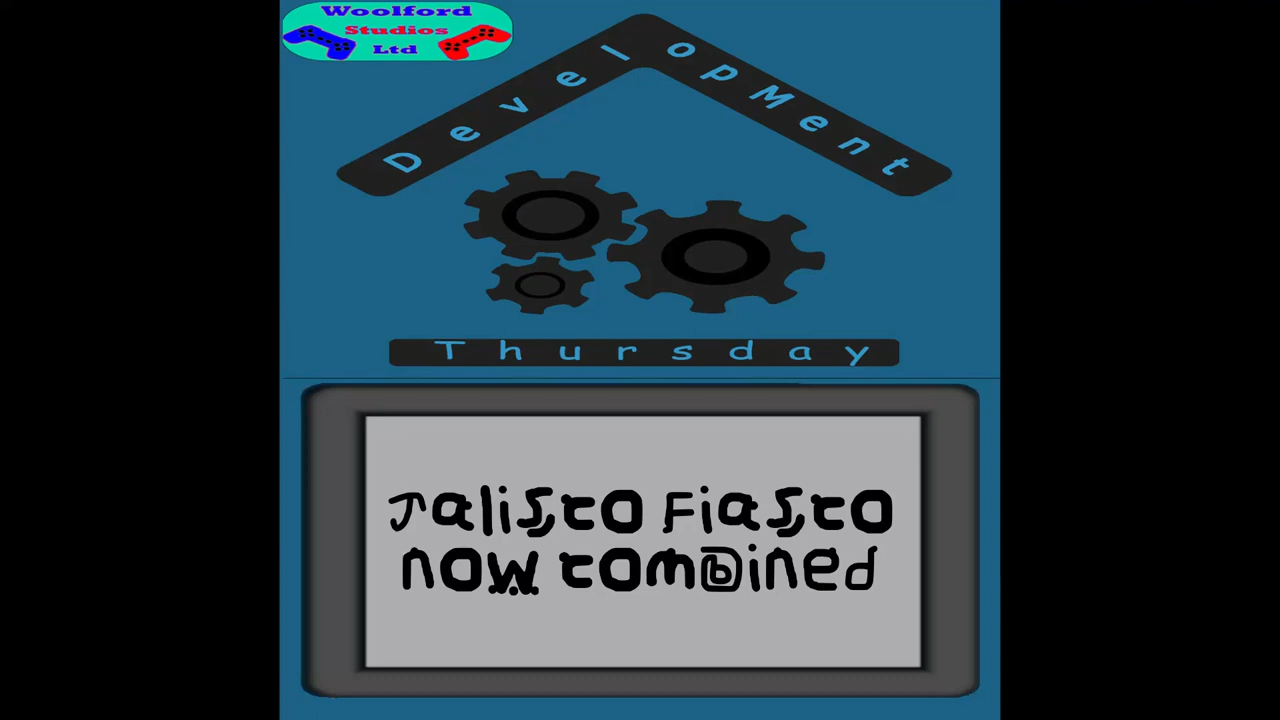 Woolford
Studios
Ltd
DevelopMent
Thursday
Jalisco Fiasco
now combined